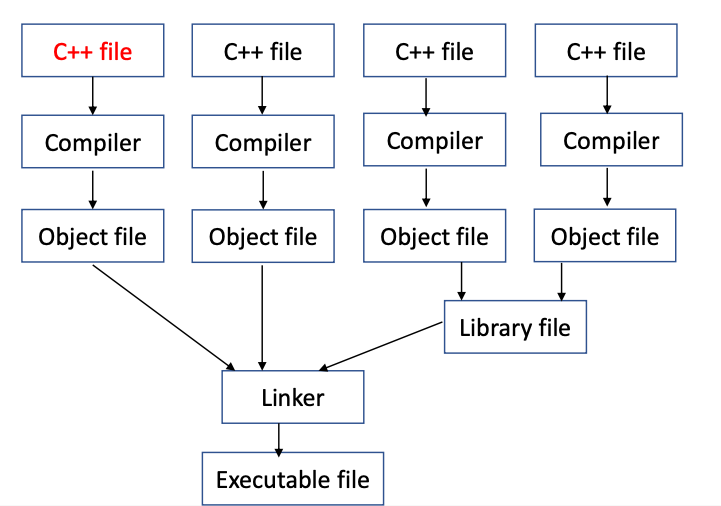 C++ file
C++ file
C++ file
C++ file
Compiler
Compiler
Compiler
Compiler
Object file
Object file
Object file
Object file
Library file
Linker
Executable file